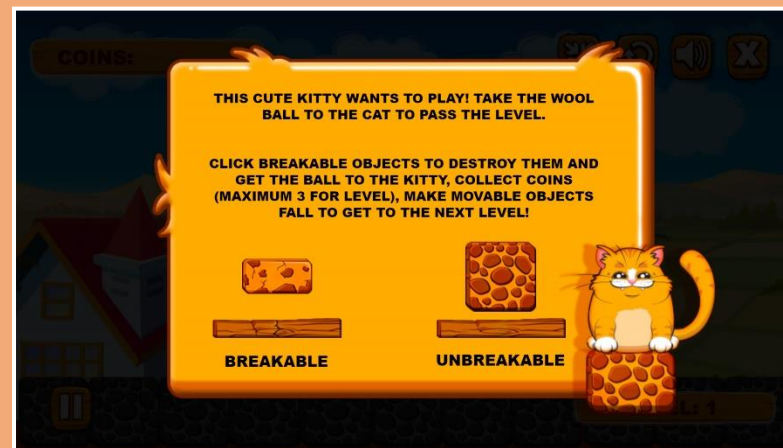 COINS:
THIS CUTE KITTY WANTS TO PLAY! TAKE THE WOOL
BALL TO THE CAT TO PASS THE LEVEL.
CLICK BREAKABLE OBJECTS TO DESTROY THEM AND
GET THE BALL TO THE KITTY, COLLECT COINS
(MAXIMUM 3 FOR LEVEL), MAKE MOVABLE OBJECTS
FALL TO GET TO THE NEXT LEVEL!
BREAKABLE
UNBREAKABLE
L: 1